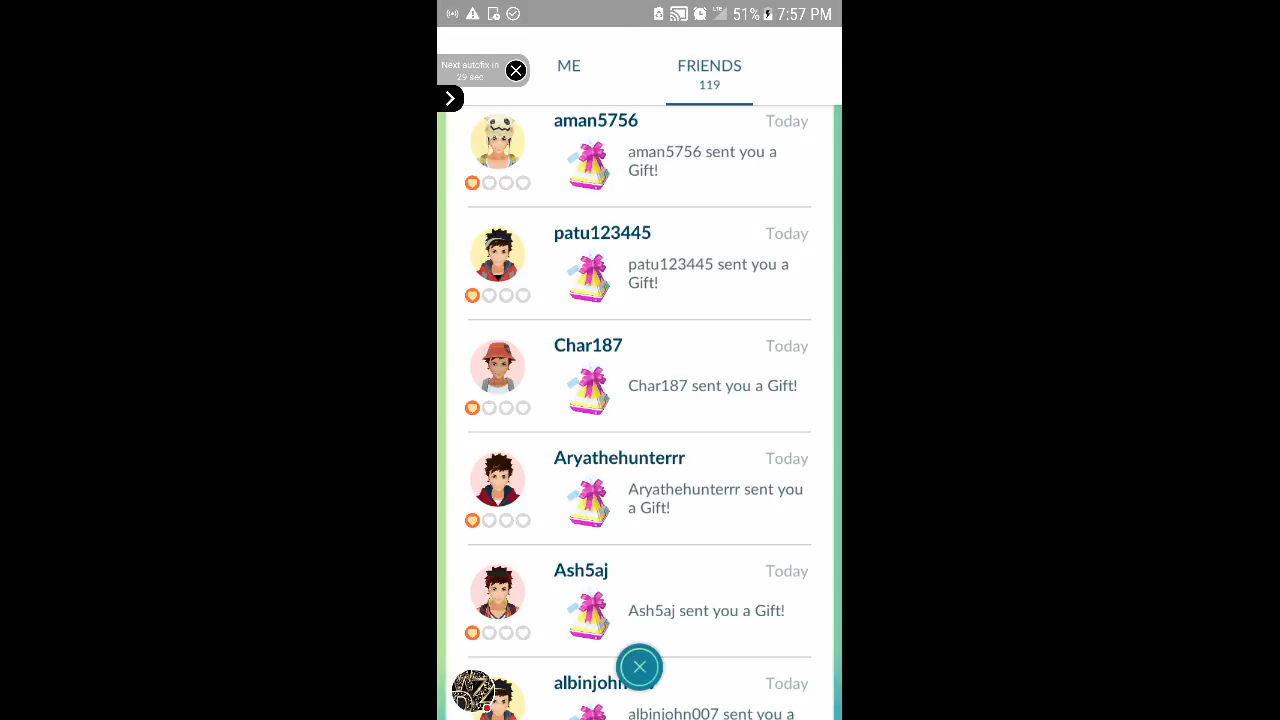 LTE 51% 7:57 PM
Next autofix in
29 sec
ME
FRIENDS
119
aman5756
Today
aman5756 sent you a
Gift!
patu123445
Today
patu123445 sent you a
Gift!
Char187
Today
Char187 sent you a Gift!
Aryathehunterrr
Today
Aryathehunterrr sent you
a Gift!
Ash5aj
Today
Ash5aj sent you a Gift!
albinjohn
Today
albinjohn007 sent you a